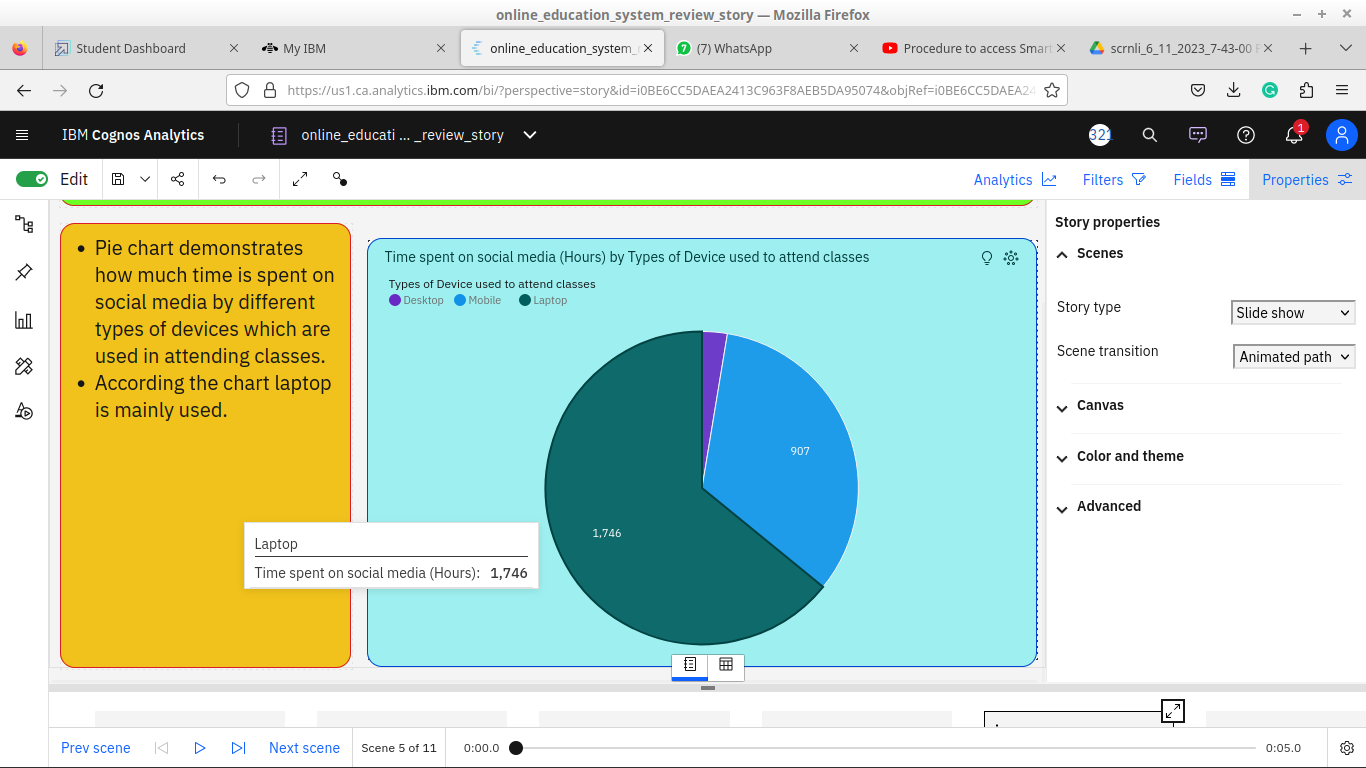 online_education_system_review_story — Mozilla Firefox
Student Dashboard
My IBM
online_education_system_
(7) WhatsApp
Procedure to access Smar
scrnli_6_11_2023_7-43-00
https://us1.ca.analytics.ibm.com/bi/?perspective=story&id=i0BE6CC5DAEA2413C963F8AEB5DA95074&objRef=i0BE6CC5DAEA24
IBM Cognos Analytics
online_educati ... _review_story
321
1
Edit
Analytics
Filters
Fields
Properties
• Pie chart demonstrates
how much time is spent on
social media by different
types of devices which are
used in attending classes.
• According the chart laptop
is mainly used.
Time spent on social media (Hours) by Types of Device used to attend classes
Types of Device used to attend classes
Desktop Mobile Laptop
907
1,746
Laptop
Time spent on social media (Hours): 1,746
Story properties
Scenes
Story type
Slide show
Scene transition
Animated path
Canvas
Color and theme
Advanced
Prev scene
Next scene
Scene 5 of 11
0:00.0
0:05.0